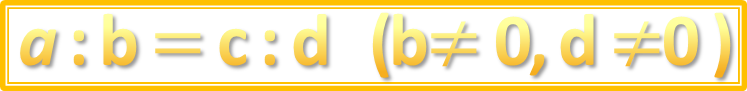 a:b=c:d (b≠ 0, d ≠0 )